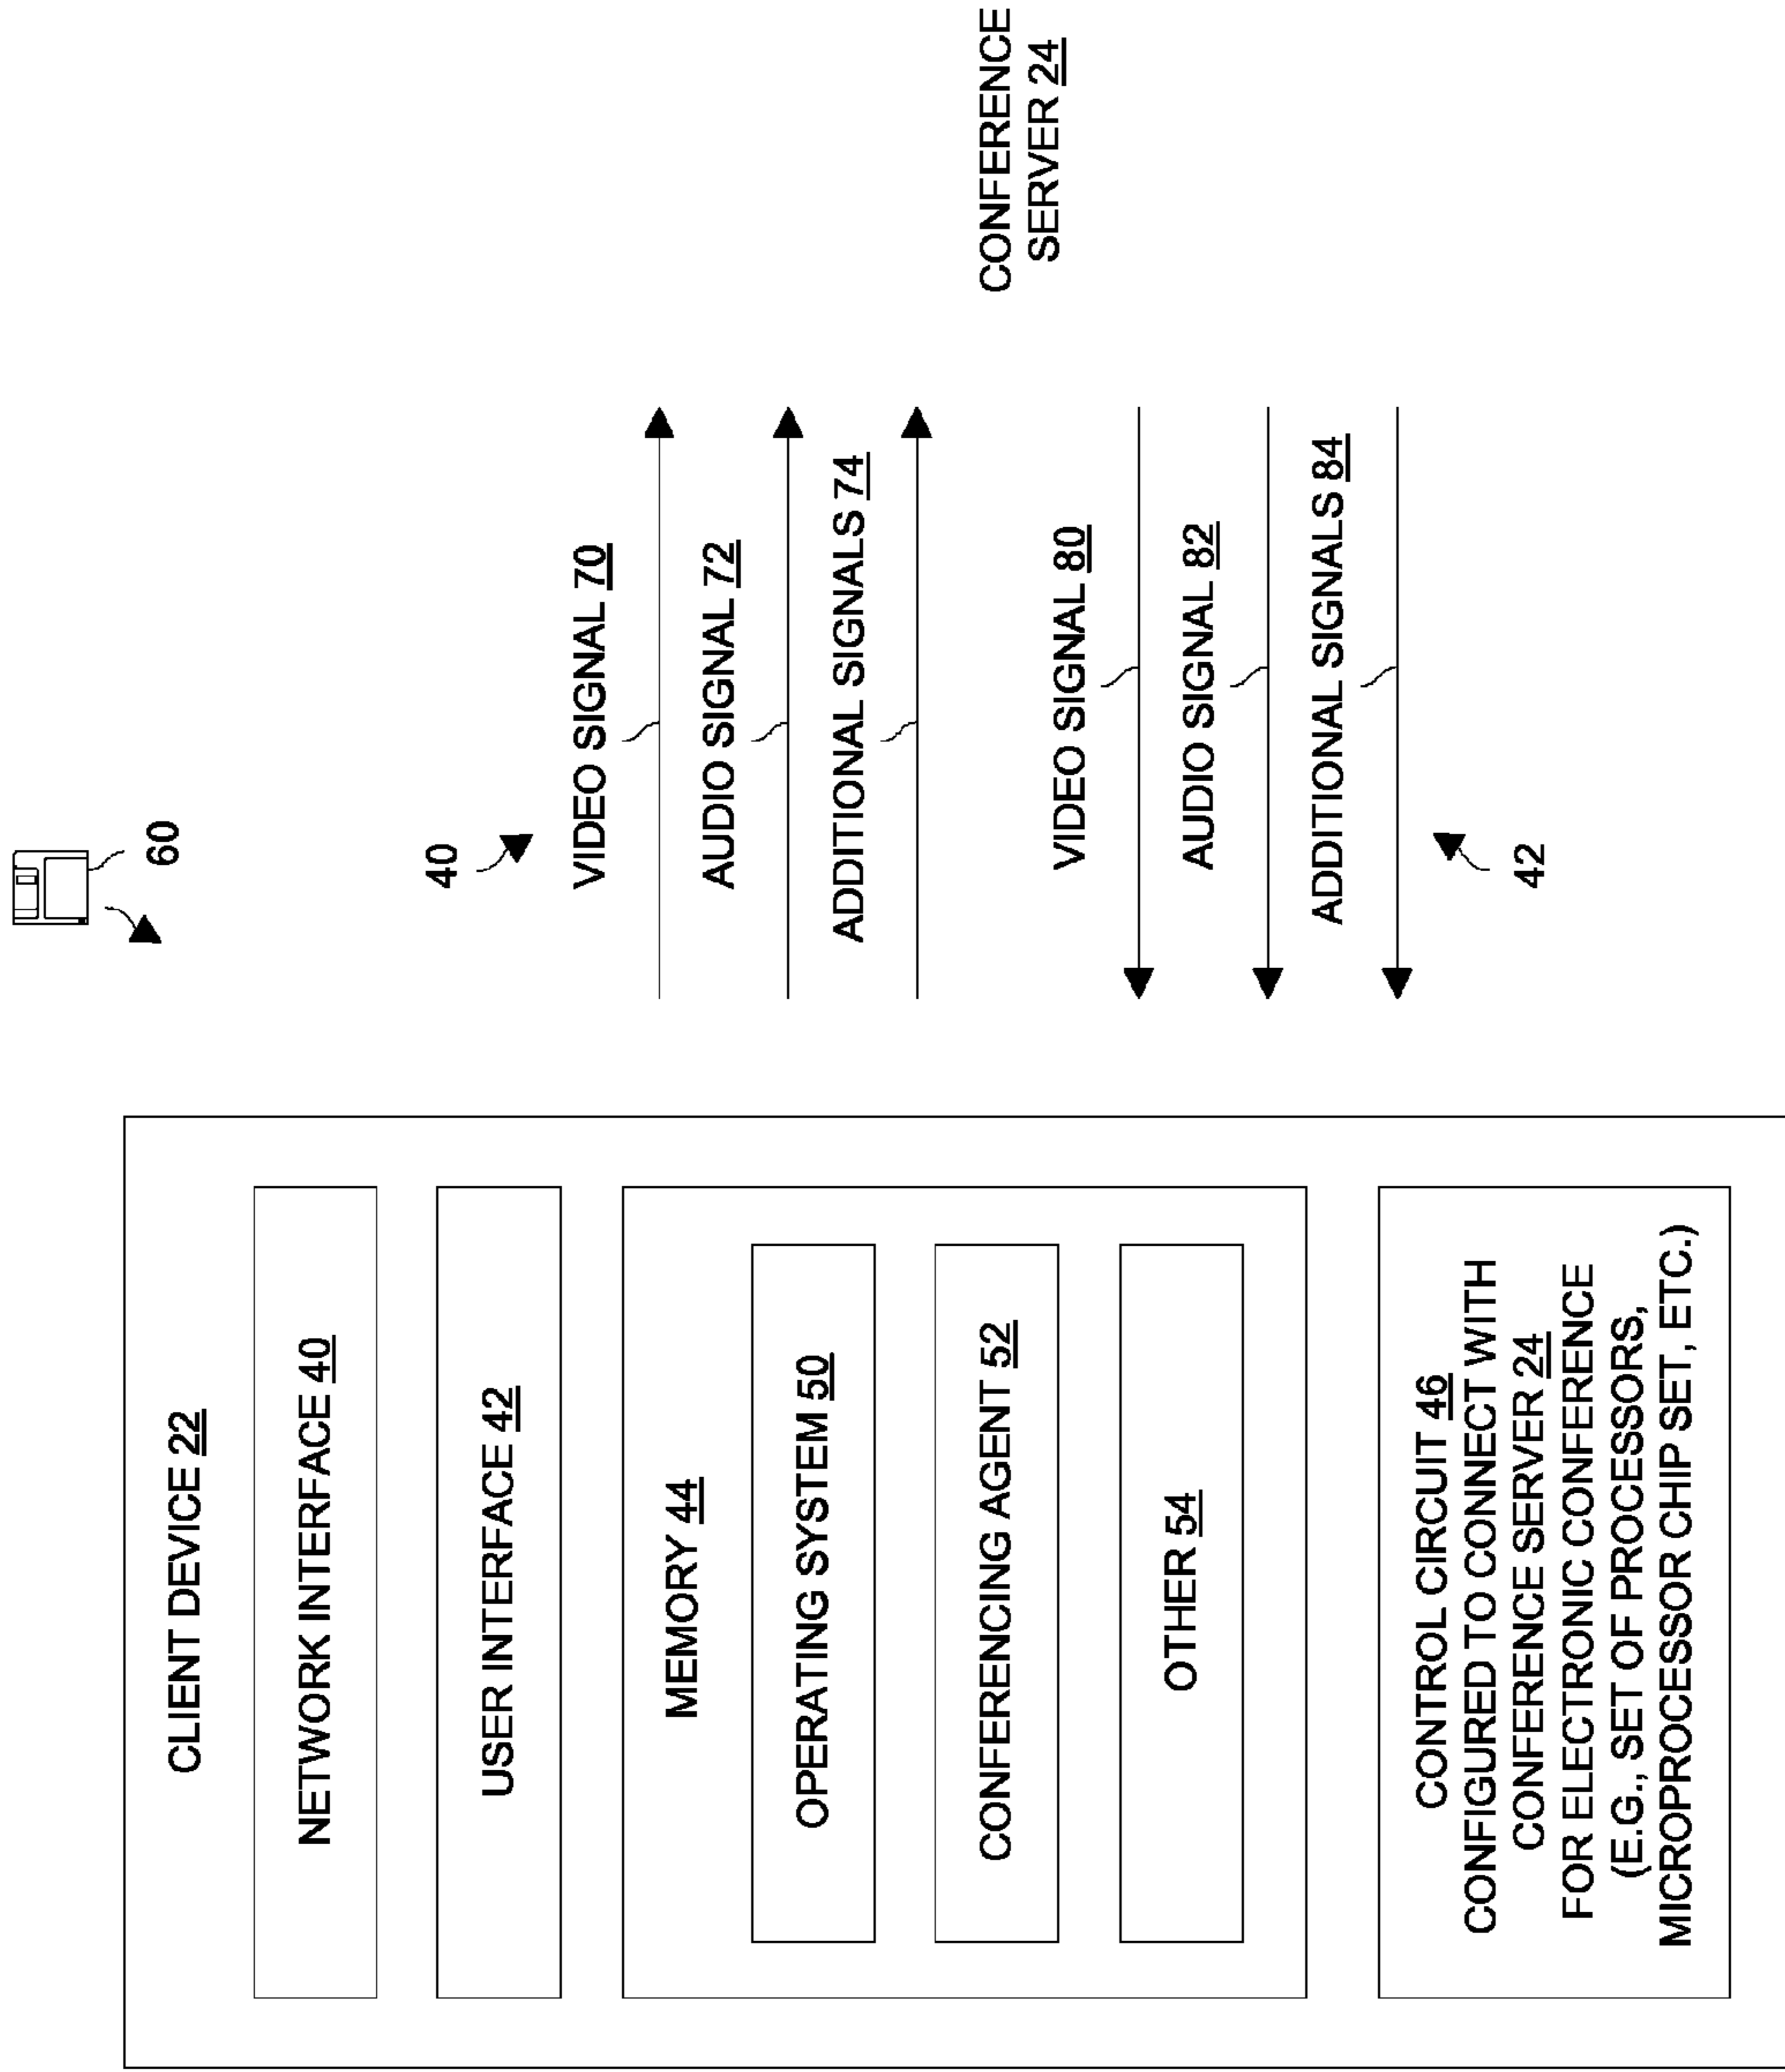 CLIENT DEVICE 22
NETWORK INTERFACE 40
USER INTERFACE 42
MEMORY 44
OPERATING SYSTEM 50
CONFERENCING AGENT 52
OTHER 54
CONTROL CIRCUIT 46
CONFIGURED TO CONNECT WITH
CONFERENCE SERVER 24
FOR ELECTRONIC CONFERENCE
(E.G., SET OF PROCESSORS,
MICROPROCESSOR CHIP SET, ETC.)
60
40
VIDEO SIGNAL 70
AUDIO SIGNAL 72
ADDITIONAL SIGNALS 74
VIDEO SIGNAL 80
AUDIO SIGNAL 82
ADDITIONAL SIGNALS 84
42
CONFERENCE
SERVER 24